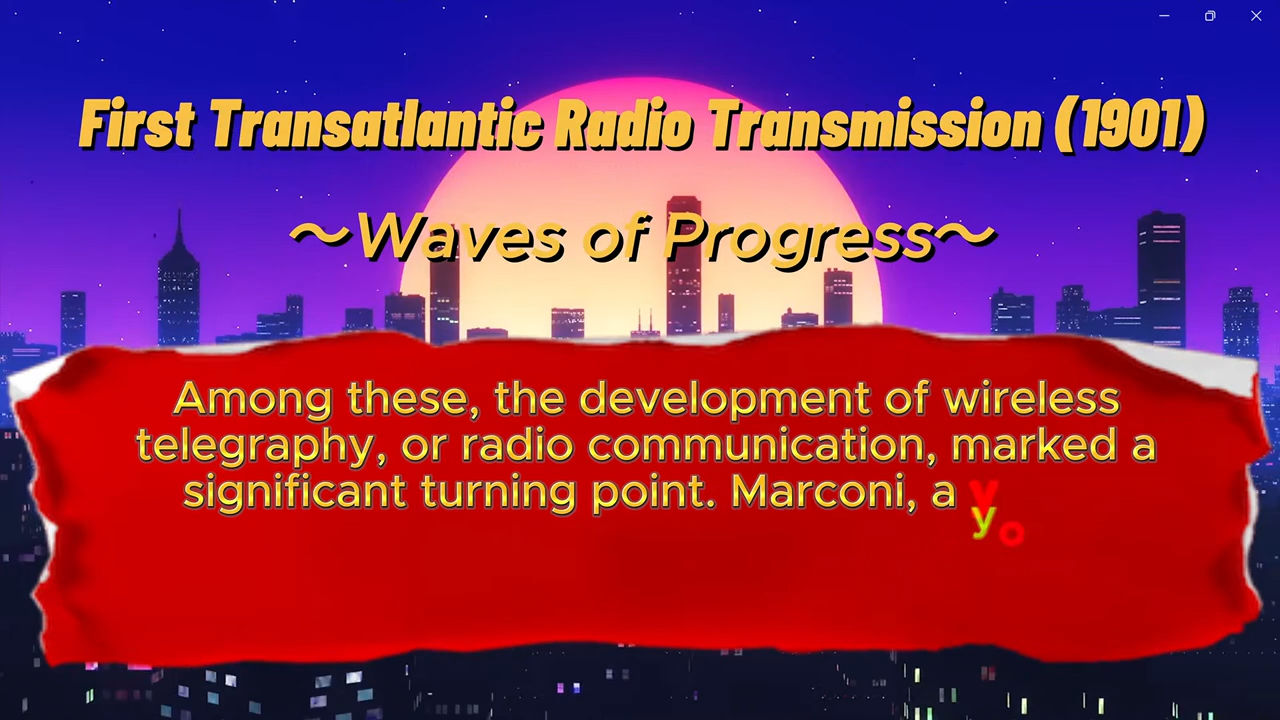 First Transatlantic Radio Transmission (1901)
～Waves of Progress～
Among these, the development of wireless
telegraphy, or radio communication, marked a
significant turning point. Marconi, a